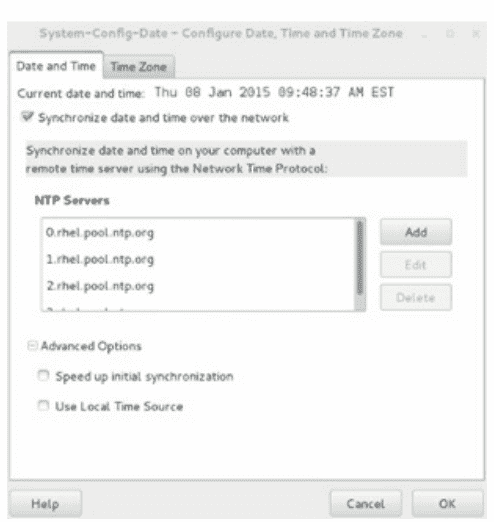 System-Config-Date - Configure Date, Time and Time Zone
Date and Time Time Zone
Current date and time: Thu 08 Jan 2015 09:48:37 AM EST
Synchronize date and time over the network
Synchronize date and time on your computer with a
remote time server using the Network Time Protocol:
NTP Servers
0.rhel.pool.ntp.org
Add
1.rhel.pool.ntp.org
Edit
2.rhel.pool.ntp.org
Delete
Advanced Options
Speed up initial synchronization
Use Local Time Source
Help Cancel OK